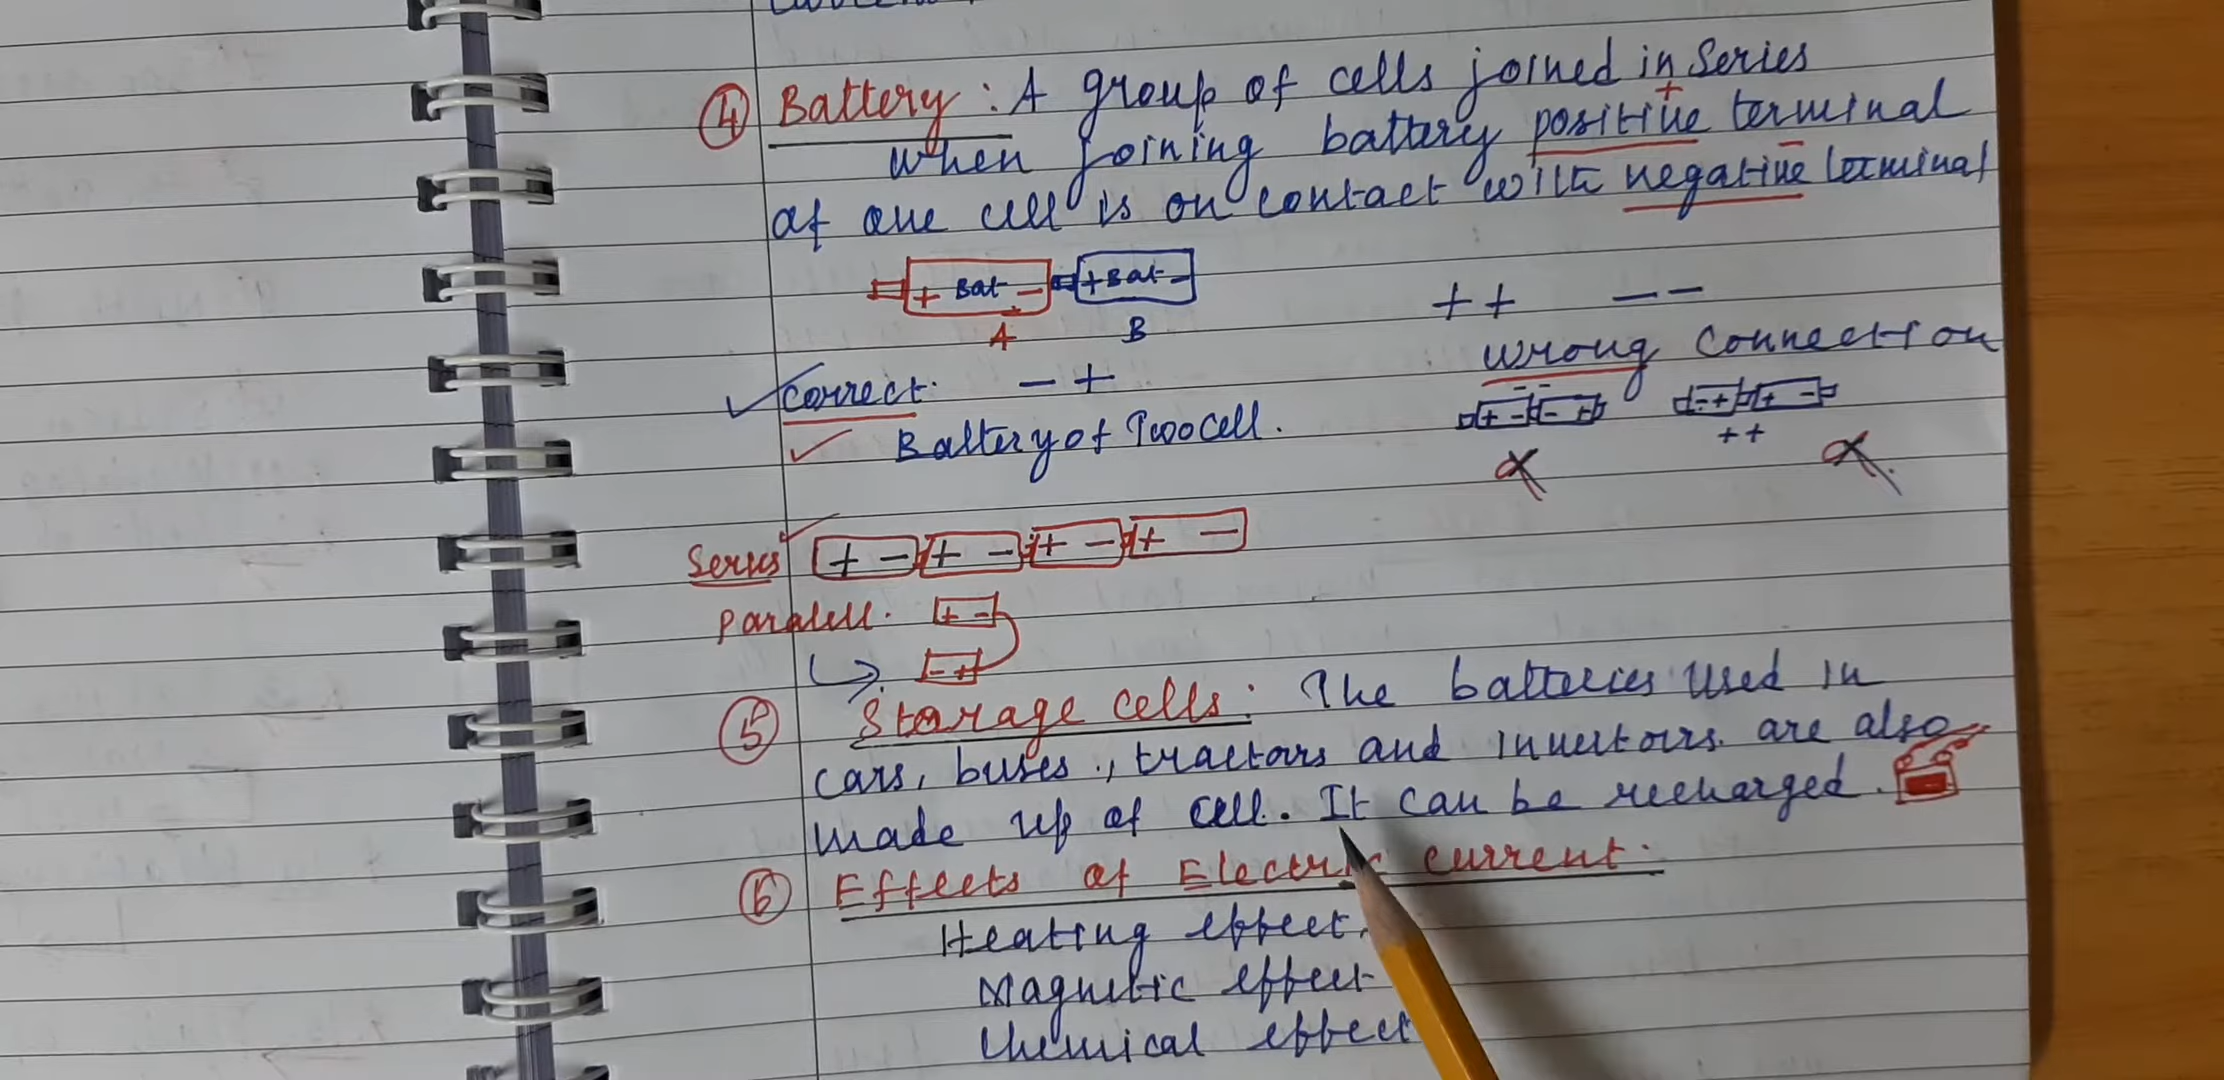 ④ Battery : A group of cells joined in Series
+
when joining battery positive terminal
of one cell is on contact with negative terminal
+ Bat - +Bat-
A B
++ --
Wrong connection
Correct. - +
+ - - + - + + -
++
Battery of Two cell.
Series + - + - + - + -
Parallel. + -
- +
⑤ Storage cells : The batteries used in
cars, buses, tractors and invertors. are also
made up of cell. It can be recharged.
⑥ Effects of Electric current.
Heating effect.
Magnetic effect
Chemical effect